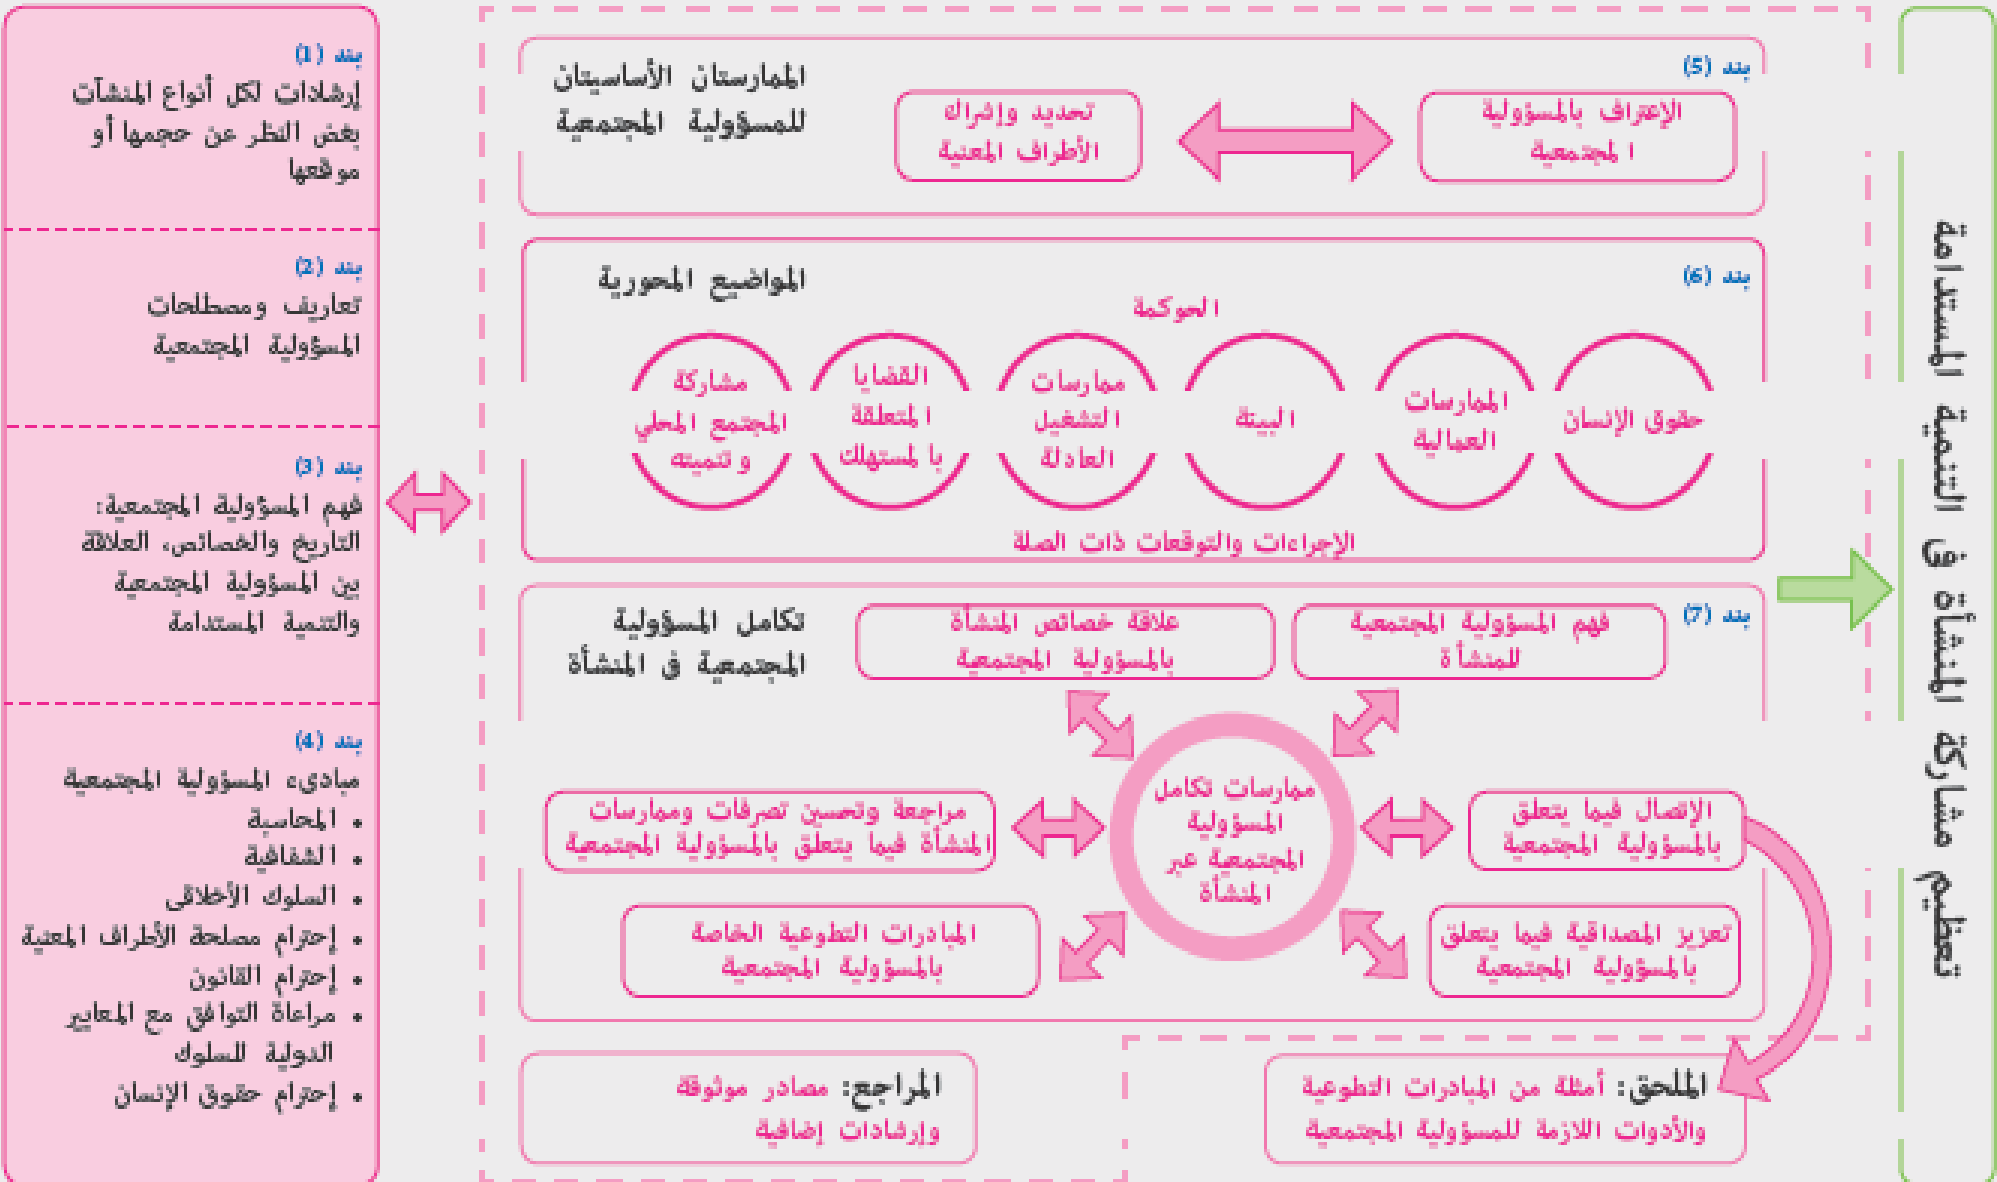 بند (1)
إرشادات لكل أنواع المنشآت
بغض النظر عن حجمها أو
موقعها
بند (2)
تعاريف ومصطلحات
المسؤولية المجتمعية
بند (3)
فهم المسؤولية المجتمعية:
التاريخ والخصائص، العلاقة
بين المسؤولية المجتمعية
والتنمية المستدامة
بند (4)
مبادىء المسؤولية المجتمعية
• المحاسبة
• الشفافية
• السلوك الأخلاقى
• إحترام مصلحة الأطراف المعنية
• إحترام القانون
• مراعاة التوافق مع المعايير
الدولية للسلوك
• إحترام حقوق الإنسان
بند (5)
الممارستان الأساسيتان
للمسؤولية المجتمعية
الإعتراف بالمسؤولية
المجتمعية
تحديد وإشراك
الأطراف المعنية
بند (6)
المواضيع المحورية
الحوكمة
حقوق الإنسان
الممارسات
العمالية
البيئة
ممارسات
التشغيل
العادلة
القضايا
المتعلقة
بالمستهلك
مشاركة
المجتمع المحلي
و تنميته
الإجراءات والتوقعات ذات الصلة
بند (7)
تكامل المسؤولية
المجتمعية فى المنشأة
فهم المسؤولية المجتمعية
للمنشأة
علاقة خصائص المنشأة
بالمسؤولية المجتمعية
ممارسات تكامل
المسؤولية
المجتمعية عبر
المنشأة
الإتصال فيما يتعلق
بالمسؤولية المجتمعية
مراجعة وتحسين تصرفات وممارسات
المنشأة فيما يتعلق بالمسؤولية المجتمعية
تعزيز المصداقية فيما يتعلق
بالمسؤولية المجتمعية
المبادرات التطوعية الخاصة
بالمسؤولية المجتمعية
الملحق: أمثلة من المبادرات التطوعية
والأدوات اللازمة للمسؤولية المجتمعية
المراجع: مصادر موثوقة
وإرشادات إضافية
تعظيم مشاركة المنشأة فى التنمية المستدامة